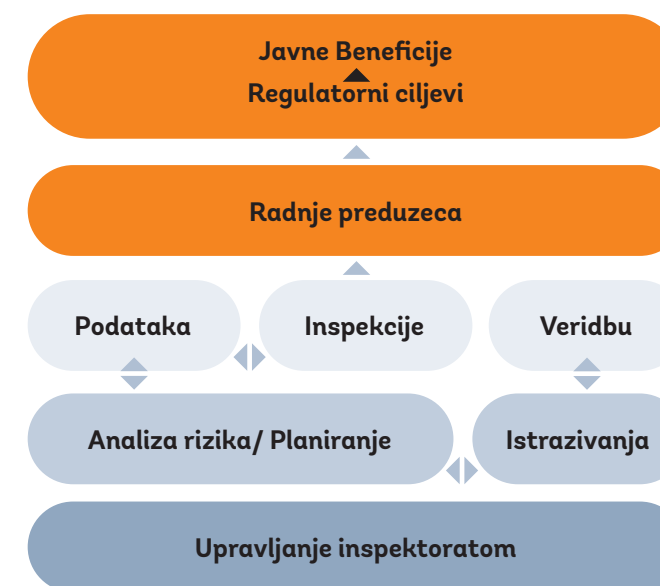 Javne Beneficije
Regulatorni ciljevi
Radnje preduzeca
Podataka
Inspekcije
Veridbu
Analiza rizika/ Planiranje
Istrazivanja
Upravljanje inspektoratom